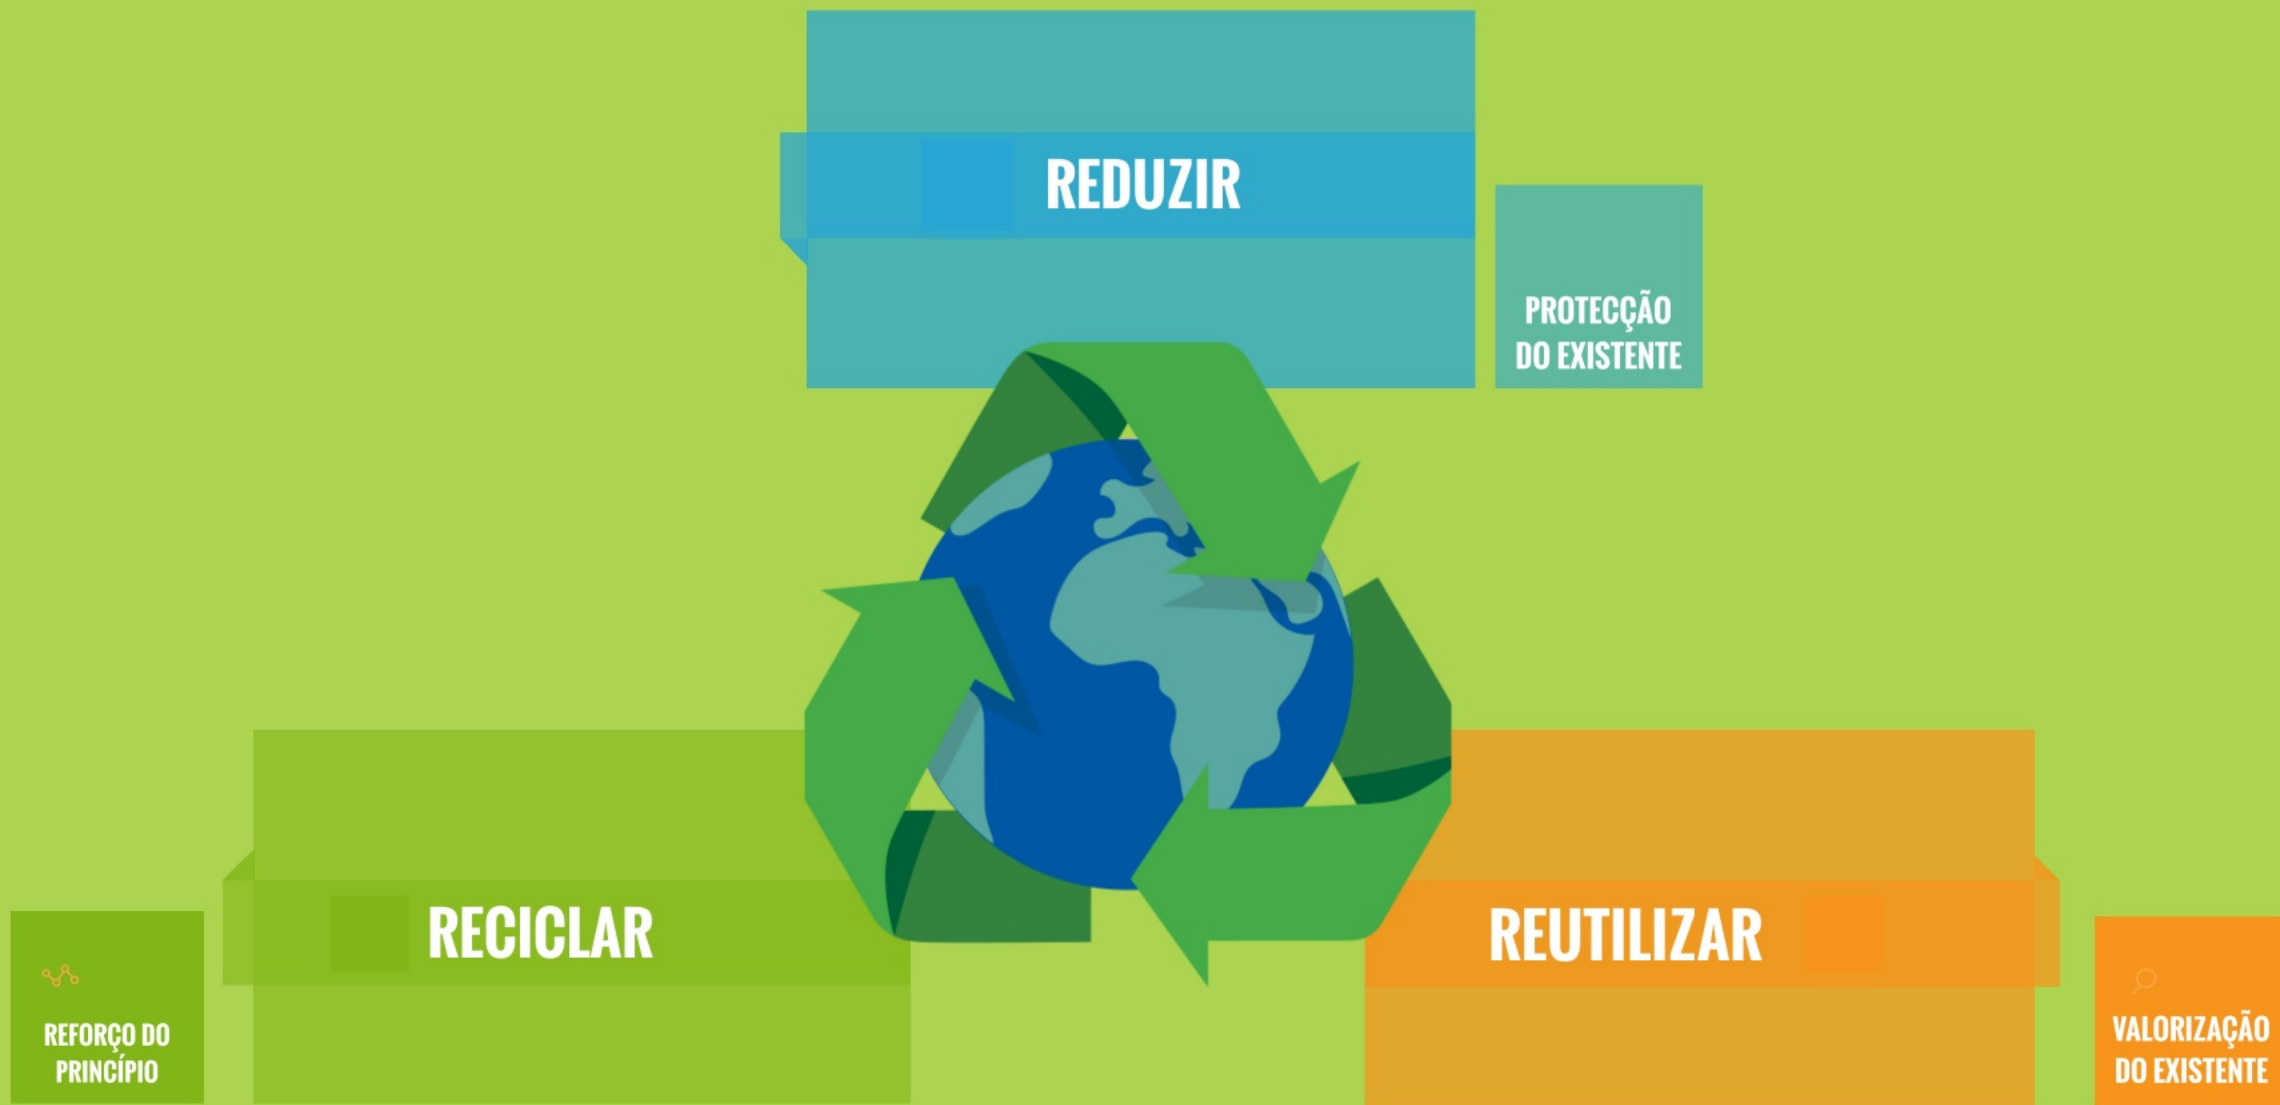 REDUZIR
PROTECÇÃO
DO EXISTENTE
RECICLAR
REUTILIZAR
REFORÇO DO
PRINCÍPIO
VALORIZAÇÃO
DO EXISTENTE